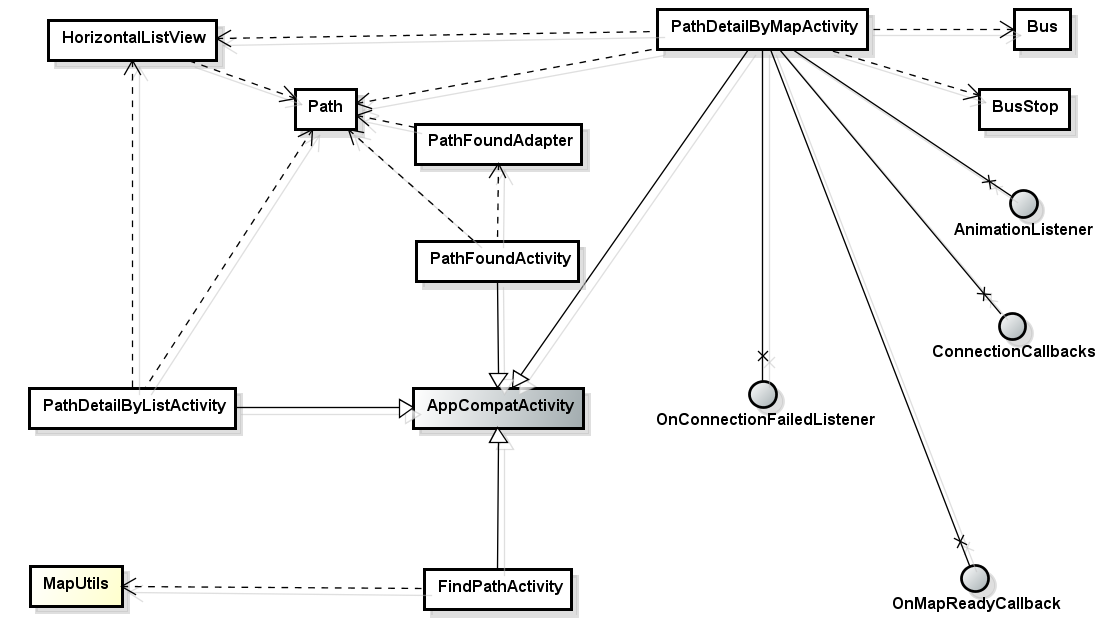 PathDetailByMapActivity
Bus
HorizontalListView
Path
BusStop
PathFoundAdapter
AnimationListener
PathFoundActivity
ConnectionCallbacks
PathDetailByListActivity
AppCompatActivity
OnConnectionFailedListener
MapUtils
FindPathActivity
OnMapReadyCallback